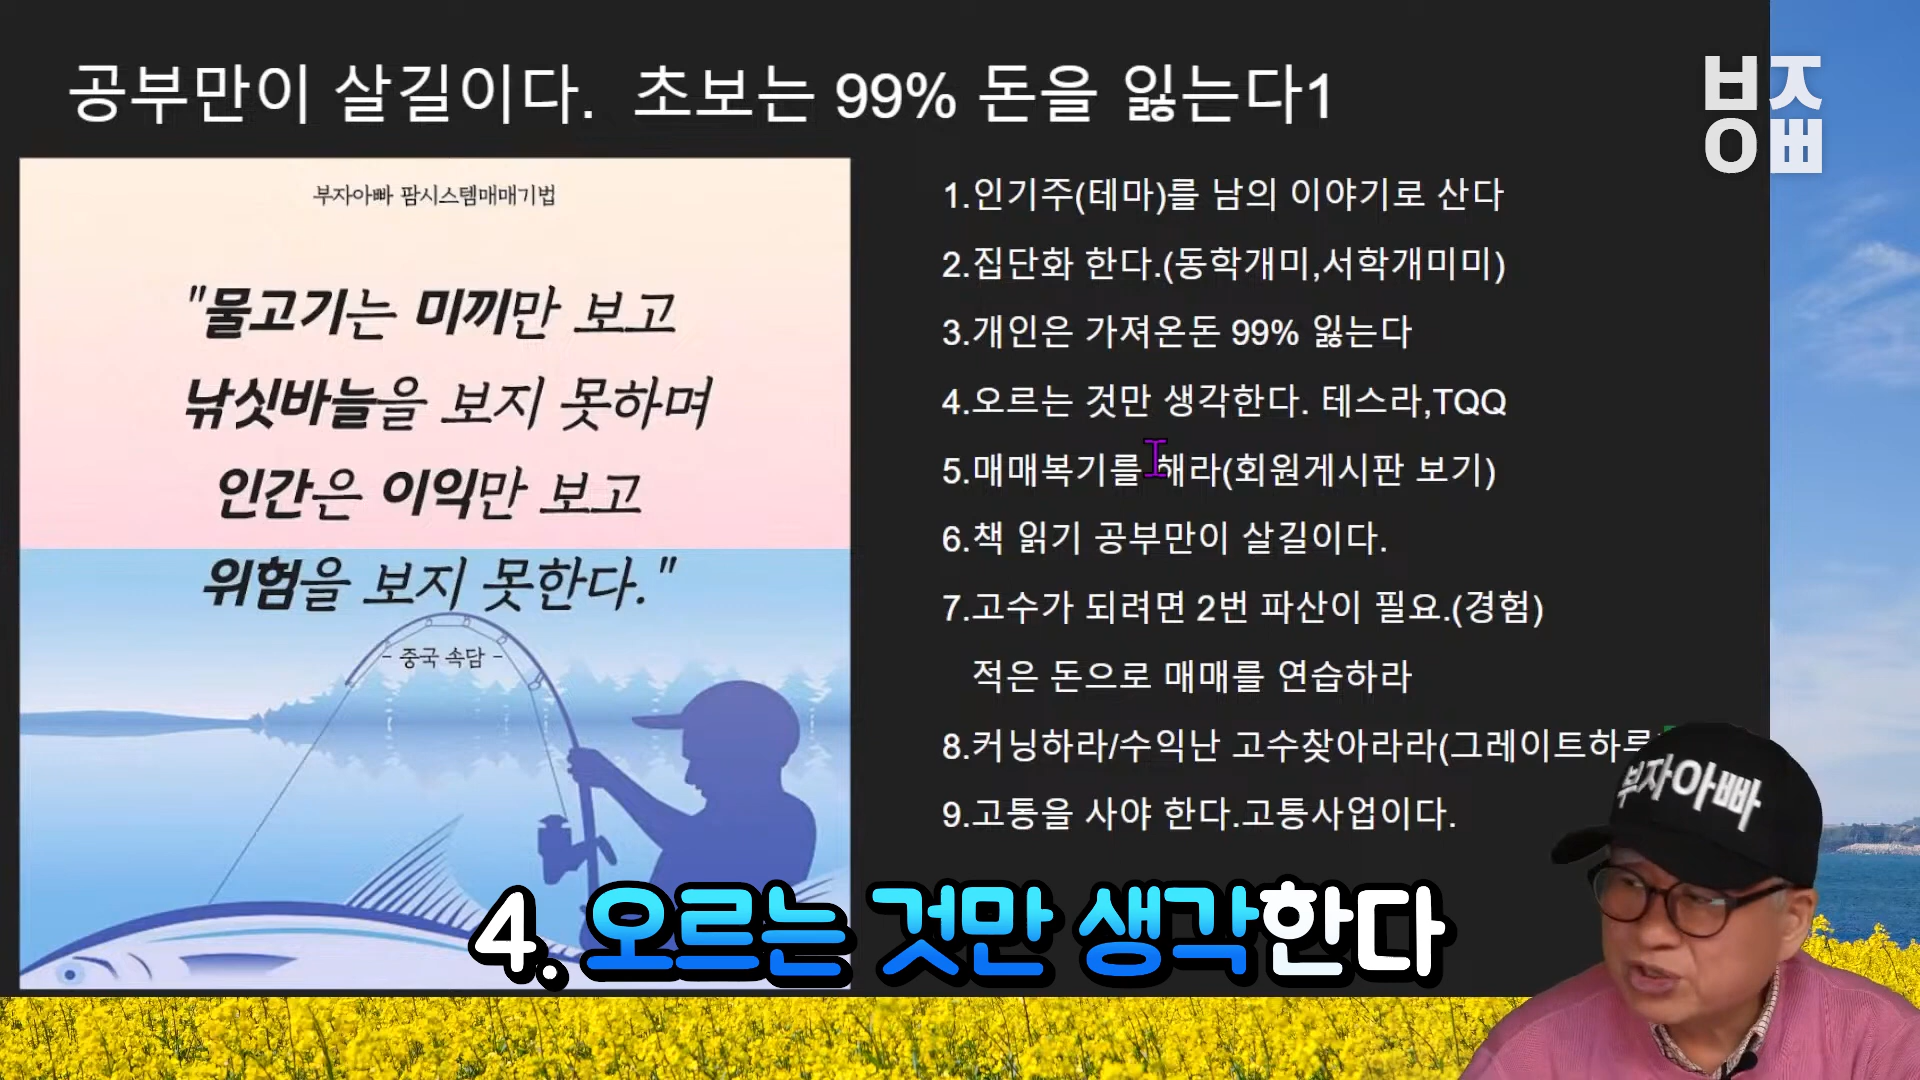 공부만이 살길이다. 초보는 99% 돈을 잃는다1
붕
쥽
부자아빠 팜시스템매매기법
"물고기는 미끼만 보고
낚싯바늘을 보지 못하며
인간은 이익만 보고
위험을 보지 못한다."
- 중국 속담 -
1.인기주(테마)를 남의 이야기로 산다
2.집단화 한다.(동학개미,서학개미미)
3.개인은 가져온돈 99% 잃는다
4.오르는 것만 생각한다. 테스라,TQQ
5.매매복기를 해라(회원게시판 보기)
6.책 읽기 공부만이 살길이다.
7.고수가 되려면 2번 파산이 필요.(경험)
적은 돈으로 매매를 연습하라
8.커닝하라/수익난 고수찾아라라(그레이트하루
9.고통을 사야 한다.고통사업이다.
부자아빠
4. 오르는 것만 생각한다